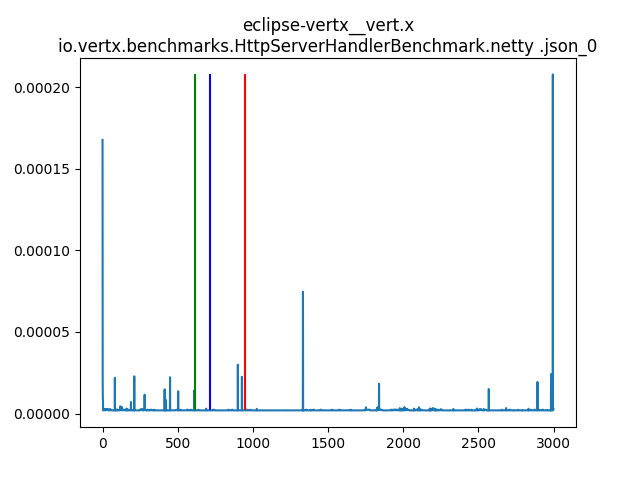 eclipse-vertx__vert.x
io.vertx.benchmarks.HttpServerHandlerBenchmark.netty .json_0
0.00020
0.00015
0.00010
0.00005
0.00000
0 500 1000 1500 2000 2500 3000